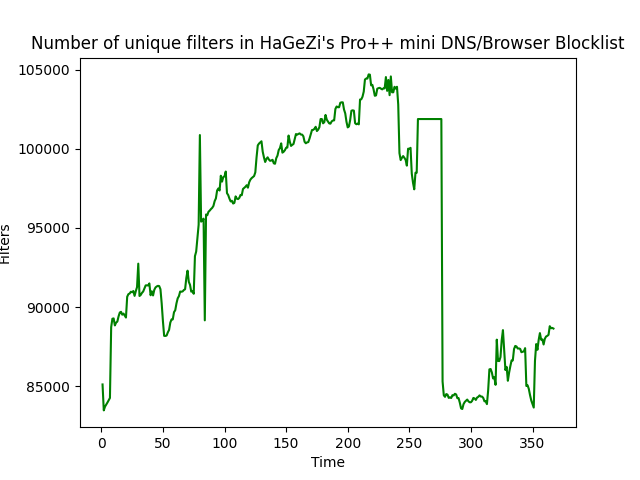 Number of unique filters in HaGeZi's Pro++ mini DNS/Browser Blocklist
105000
100000
95000
90000
85000
Filters
0 50 100 150 200 250 300 350
Time